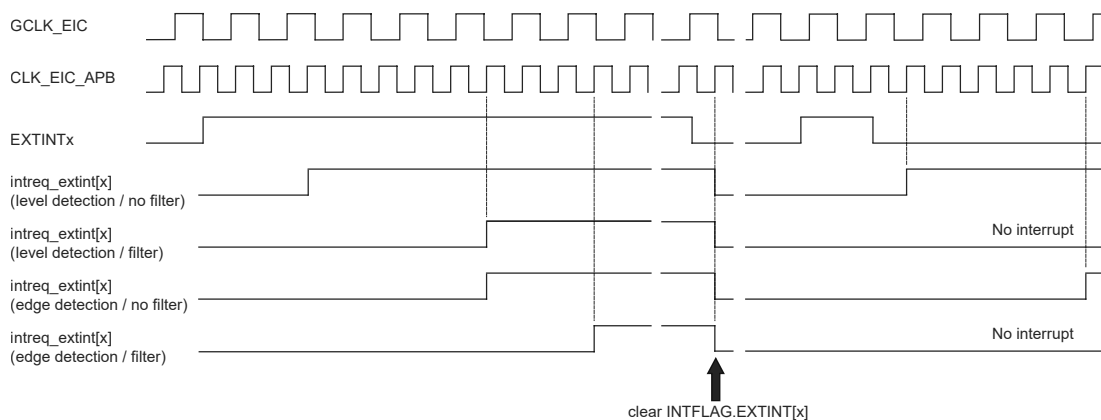 GCLK_EIC
CLK_EIC_APB
EXTINTx
intreq_extint[x]
(level detection / no filter)
intreq_extint[x]
(level detection / filter)
No interrupt
intreq_extint[x]
(edge detection / no filter)
intreq_extint[x]
(edge detection / filter)
No interrupt
clear INTFLAG.EXTINT[x]